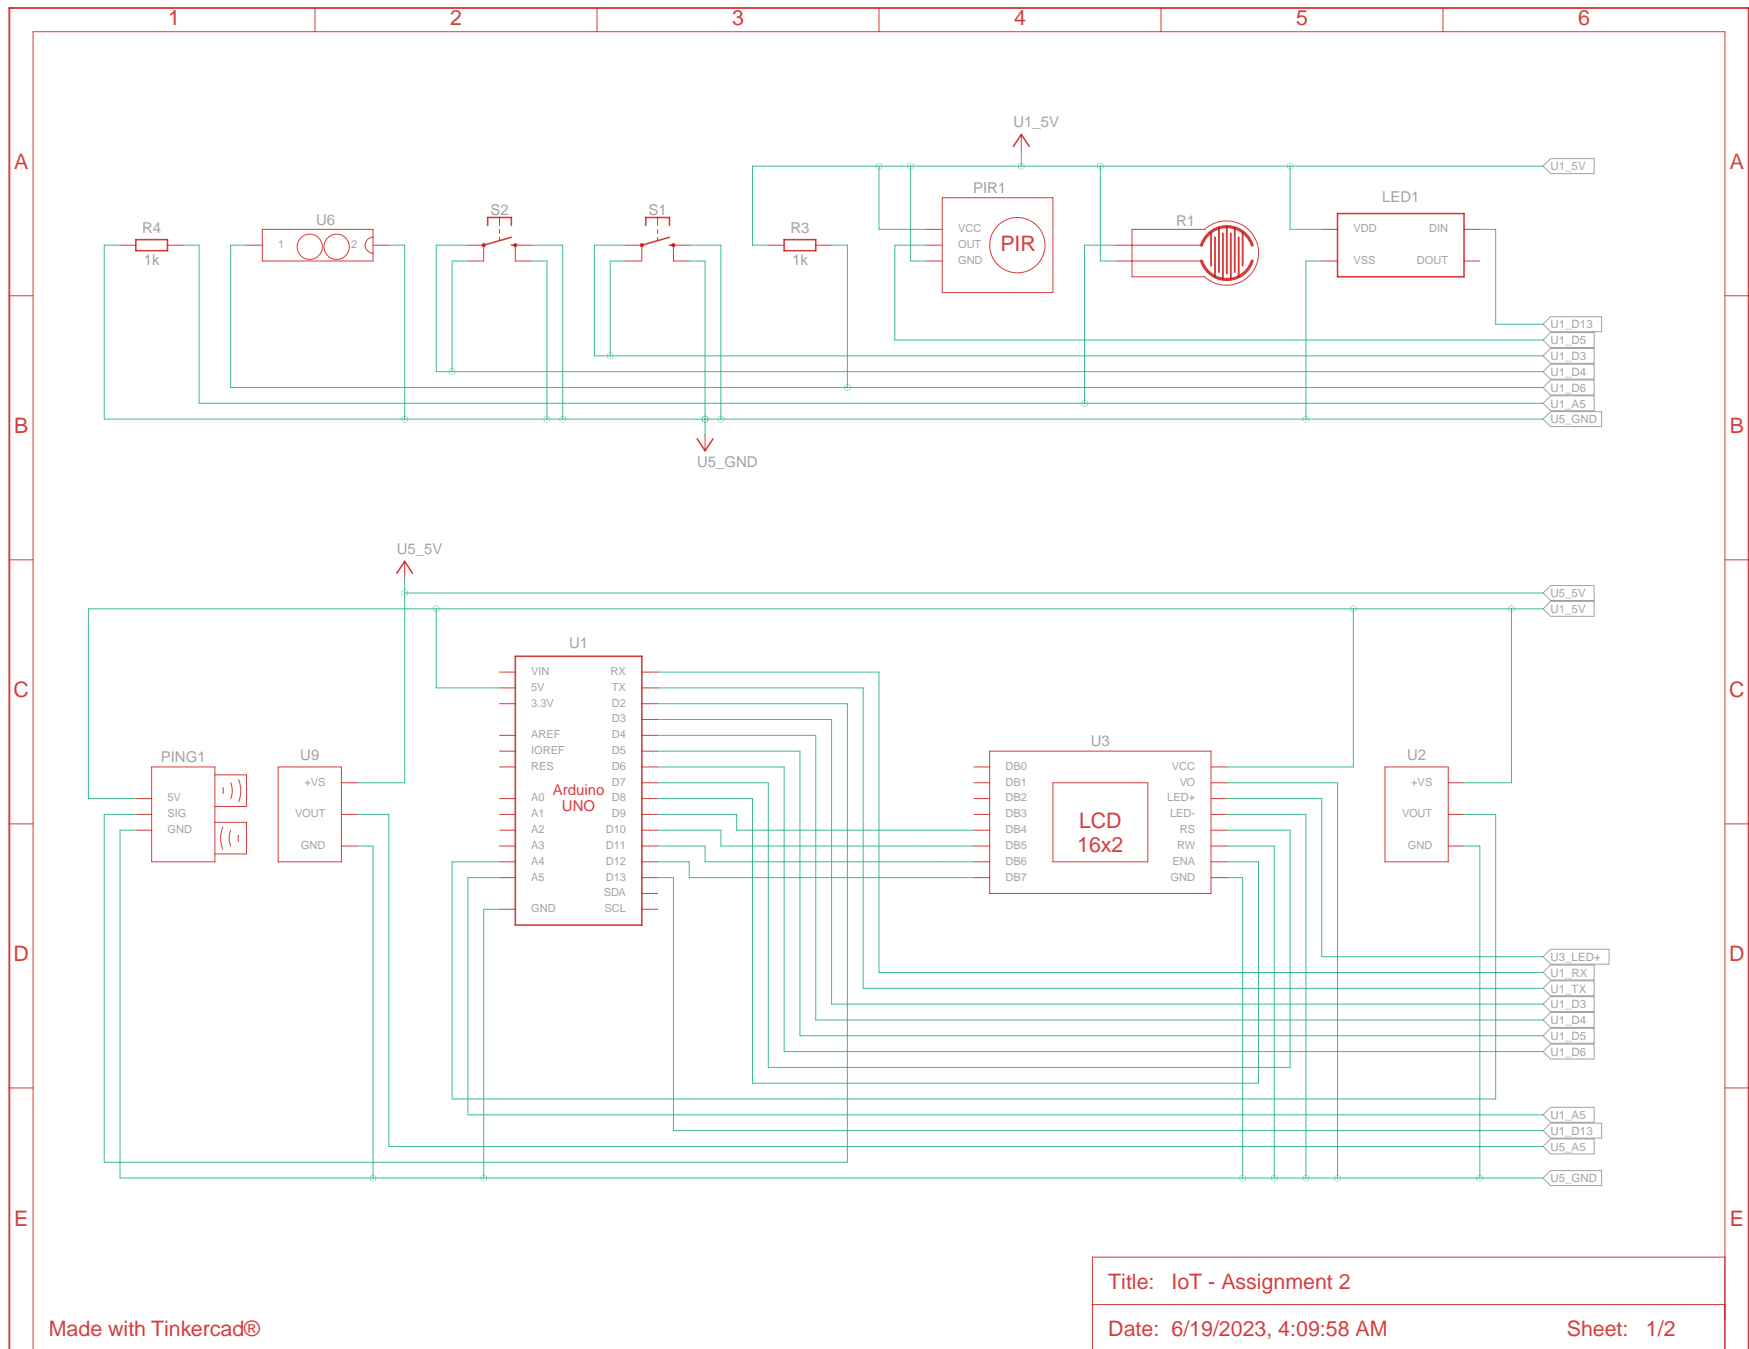 1 2 3 4 5 6
A A
B B
C C
D D
E E
U1_5V
U1_5V
PIR1
LED1
R4
1k
U6
1 2
S2
S1
R3
1k
VCC
OUT
GND
PIR
R1
VDD DIN
VSS DOUT
U1_D13
U1_D5
U1_D3
U1_D4
U1_D6
U1_A5
U5_GND
U5_GND
U5_5V
U5_5V
U1_5V
PING1
5V
SIG
GND
U9
+VS
VOUT
GND
U1
VIN RX
5V TX
3.3V D2
D3
AREF D4
IOREF D5
RES D6
D7
A0 D8
A1 D9
A2 D10
A3 D11
A4 D12
A5 D13
SDA
GND SCL
Arduino
UNO
U3
DB0 VCC
DB1 VO
DB2 LED+
DB3 LED-
DB4 RS
DB5 RW
DB6 ENA
DB7 GND
LCD
16x2
U2
+VS
VOUT
GND
U3_LED+
U1_RX
U1_TX
U1_D3
U1_D4
U1_D5
U1_D6
U1_A5
U1_D13
U5_A5
U5_GND
Title: IoT - Assignment 2
Made with Tinkercad®
Date: 6/19/2023, 4:09:58 AM Sheet: 1/2